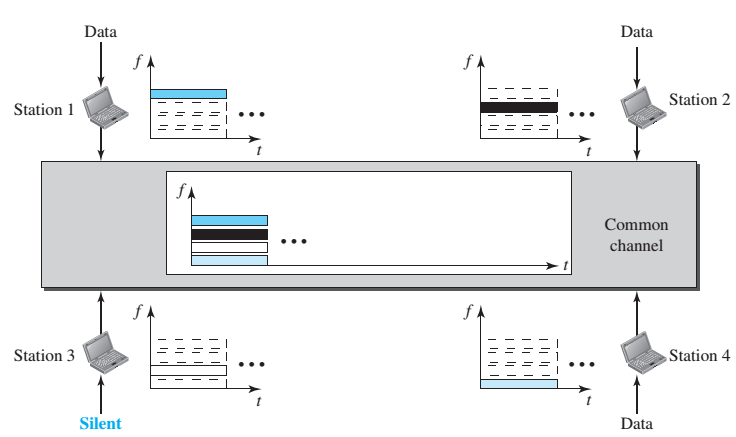 Data
Data
f
f
Station 1
Station 2
t
t
f
Common
channel
t
f
f
Station 3
Station 4
t
t
Silent
Data